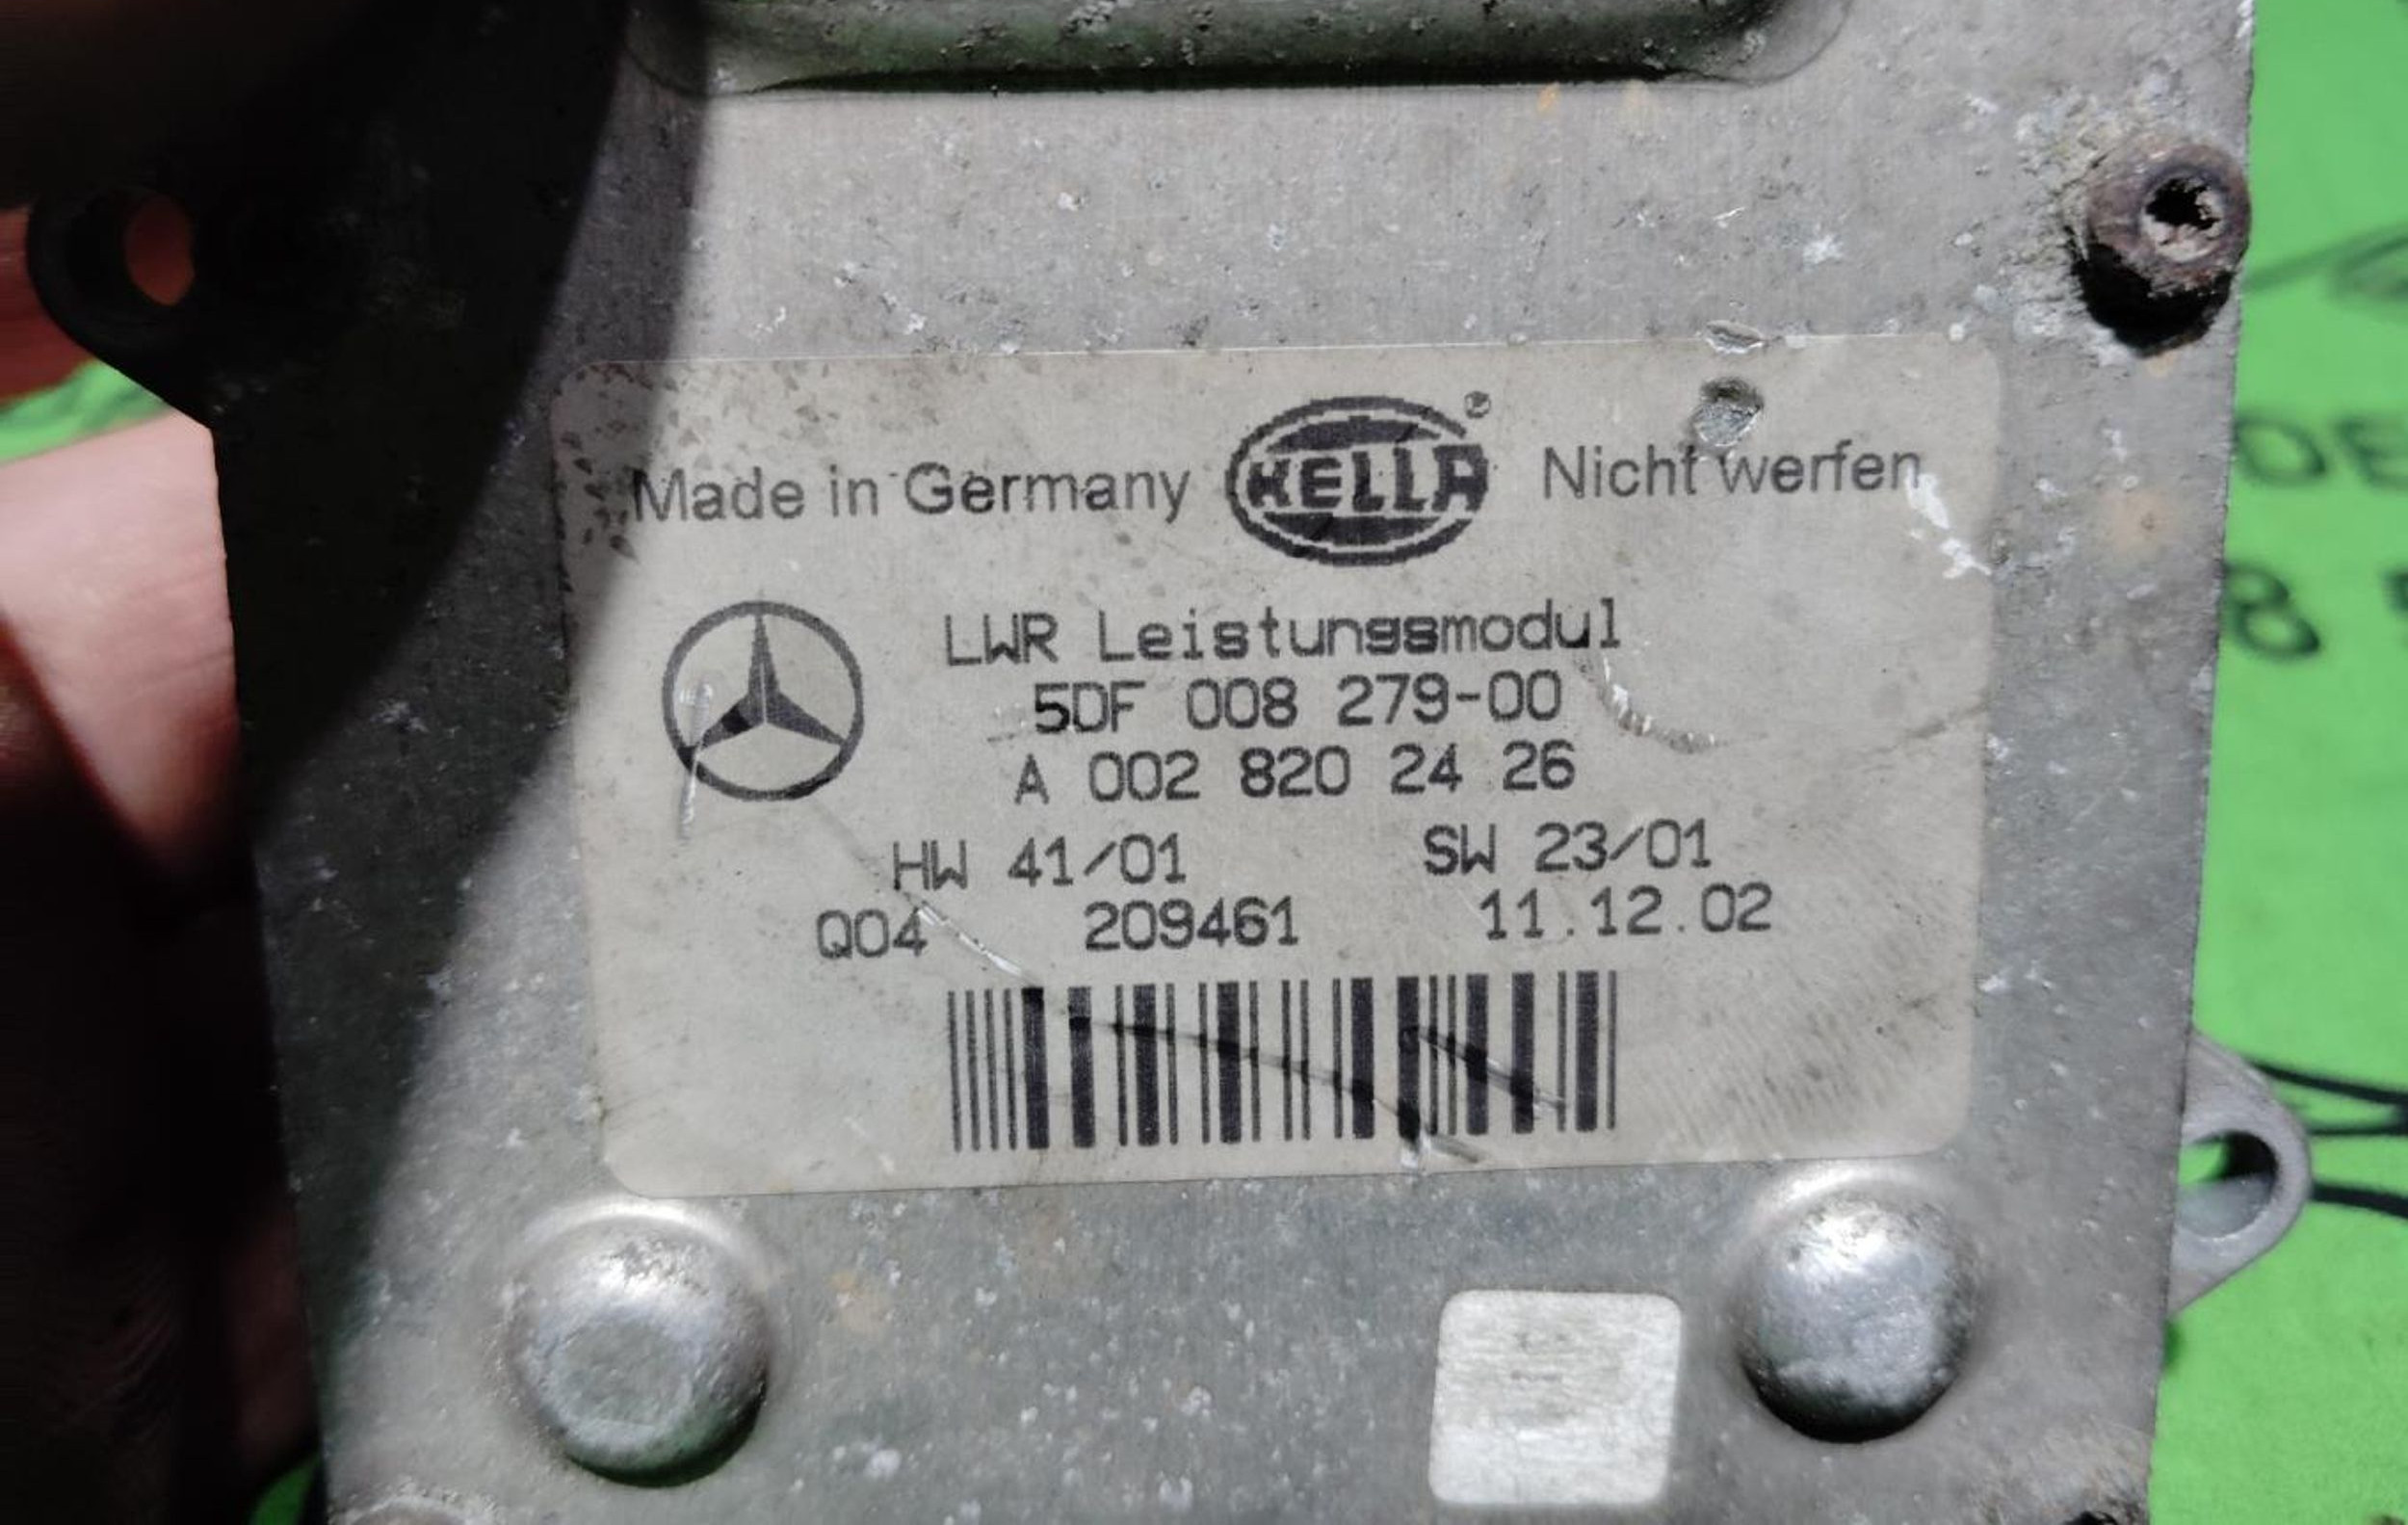 Made in Germany HELLA® Nicht werfen
LWR Leistungsmodul
5DF 008 279-00
A 002 820 24 26
HW 41/01 SW 23/01
Q04 209461 11.12.02